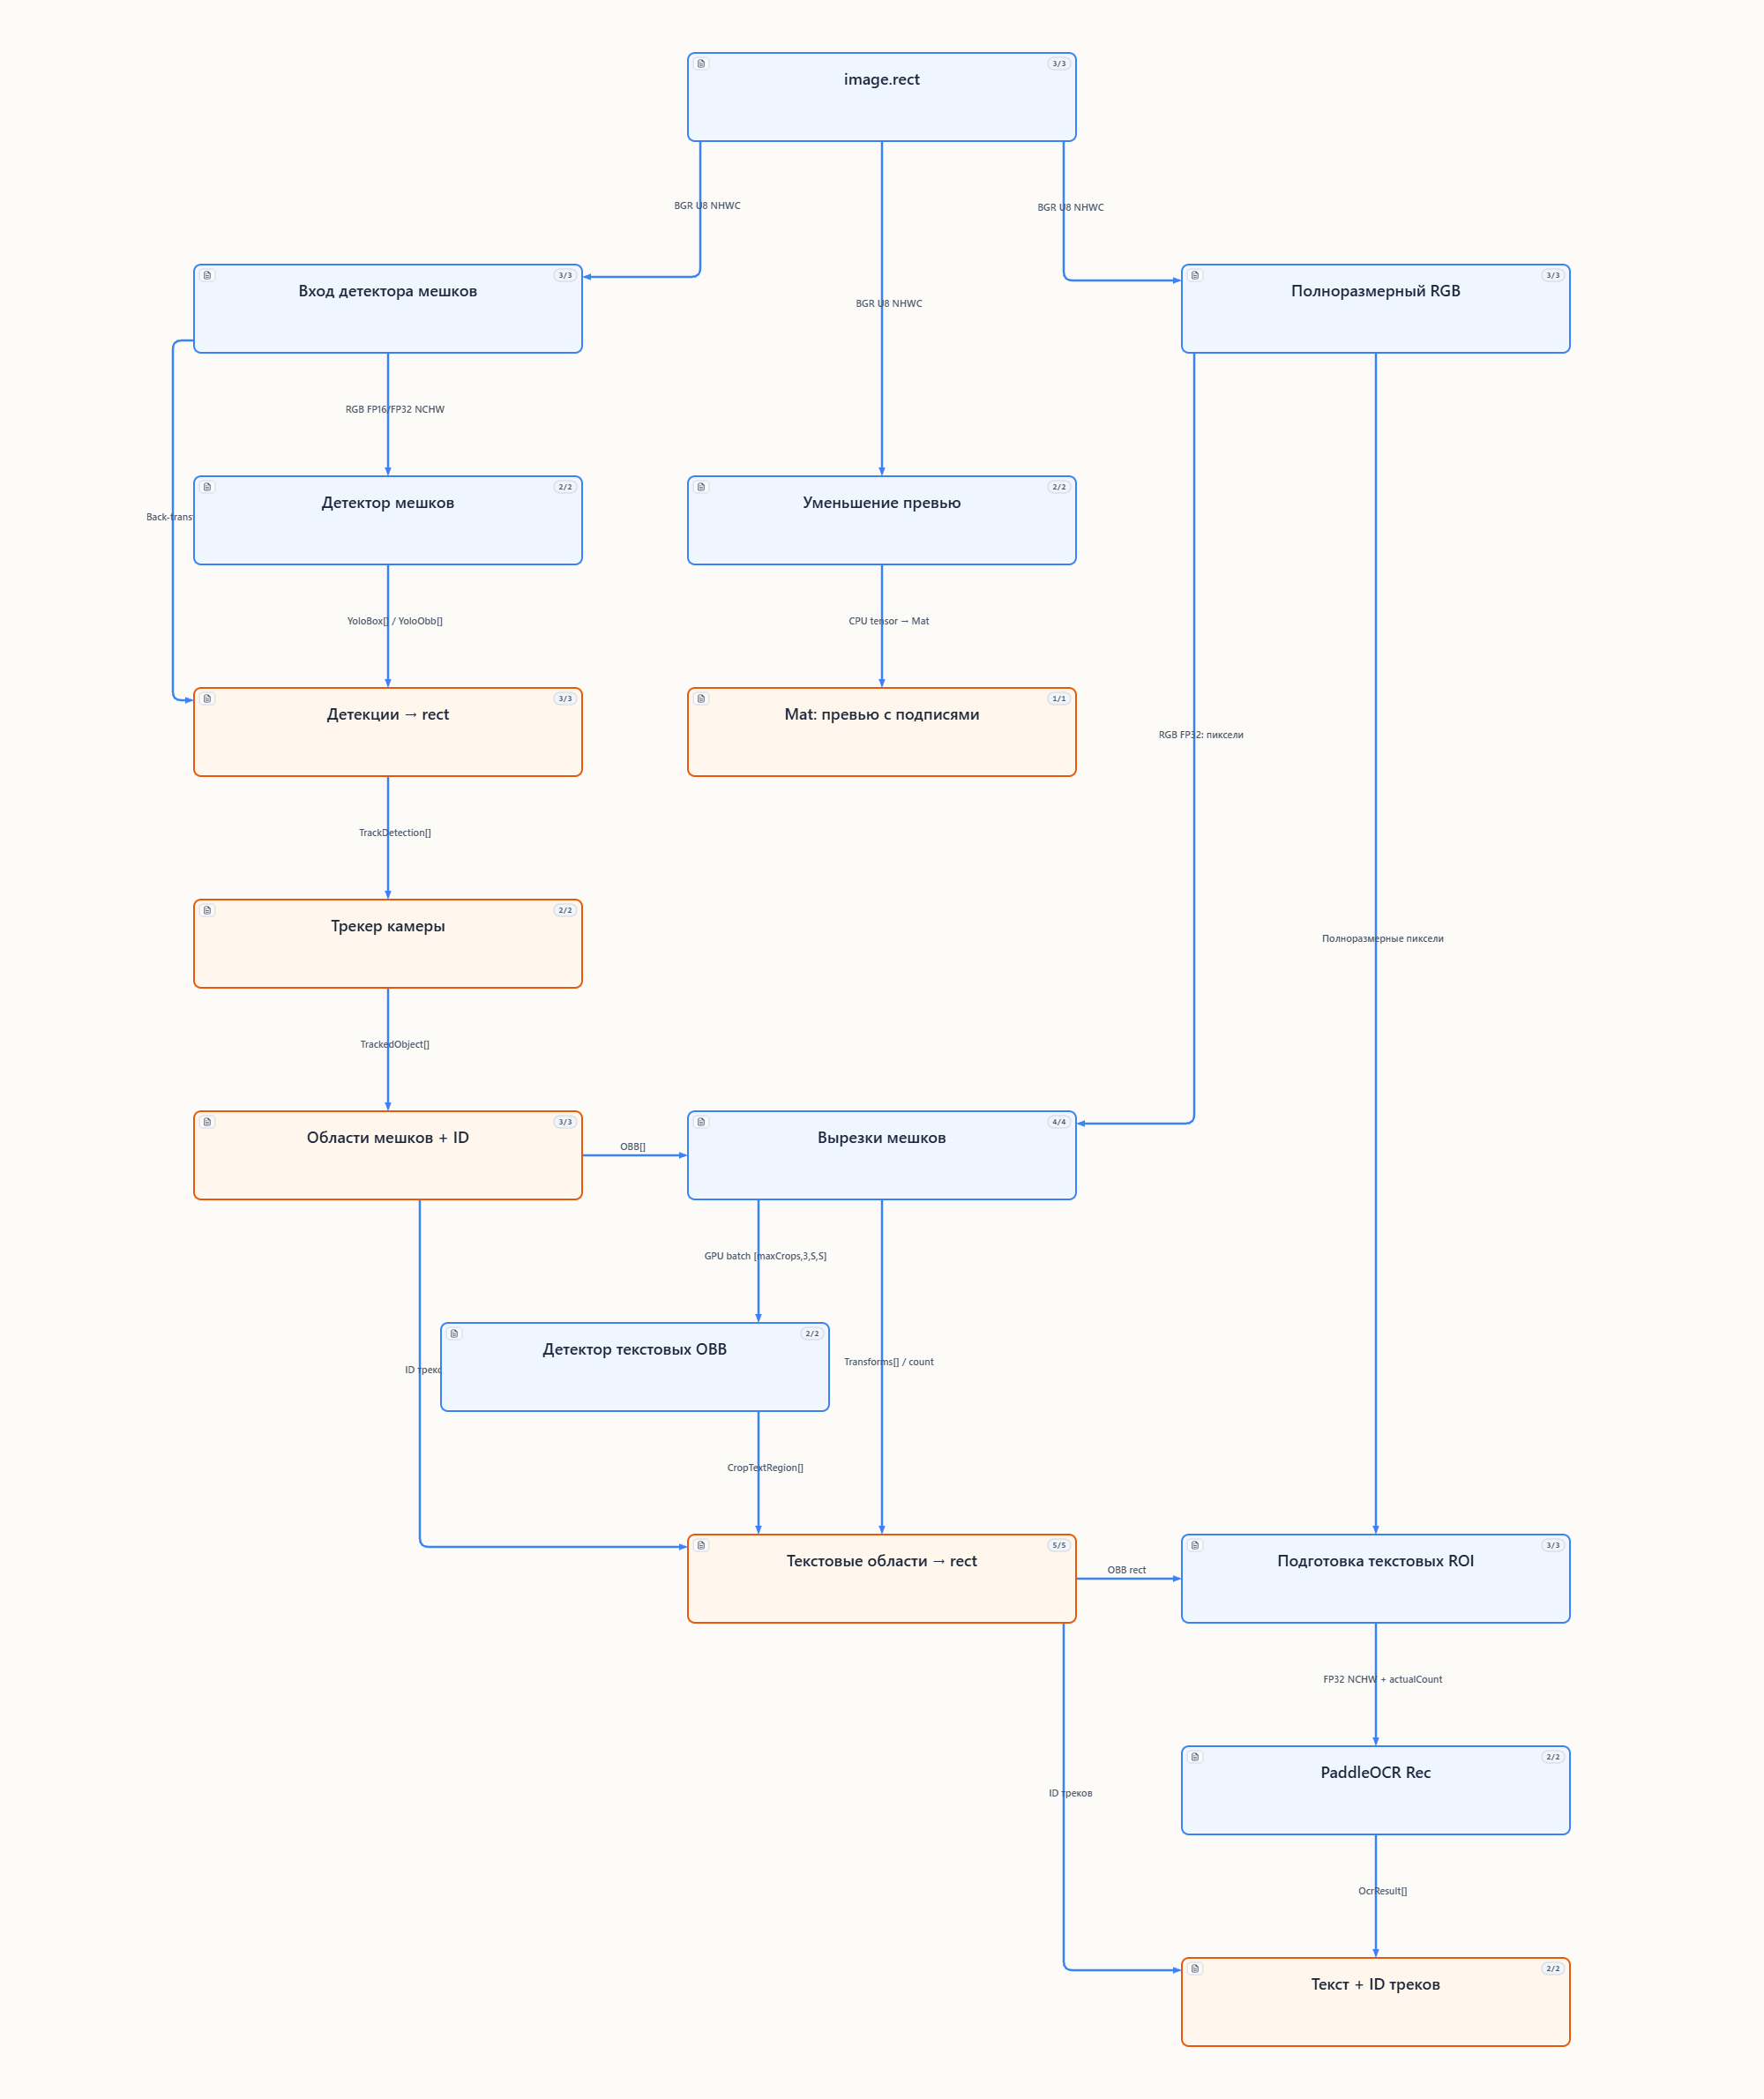 3/3
image.rect
BGR U8 NHWC
BGR U8 NHWC
3/3
Вход детектора мешков
BGR U8 NHWC
3/3
Полноразмерный RGB
RGB FP16/FP32 NCHW
2/2
Детектор мешков
2/2
Уменьшение превью
Back-transf
YoloBox[] / YoloObb[]
CPU tensor → Mat
3/3
Детекции → rect
1/1
Mat: превью с подписями
RGB FP32: пиксели
TrackDetection[]
2/2
Трекер камеры
Полноразмерные пиксели
TrackedObject[]
3/3
Области мешков + ID
OBB[]
4/4
Вырезки мешков
GPU batch [maxCrops,3,S,S]
2/2
Детектор текстовых OBB
ID треко
Transforms[] / count
CropTextRegion[]
5/5
Текстовые области → rect
OBB rect
3/3
Подготовка текстовых ROI
FP32 NCHW + actualCount
2/2
PaddleOCR Rec
ID треков
OcrResult[]
2/2
Текст + ID треков